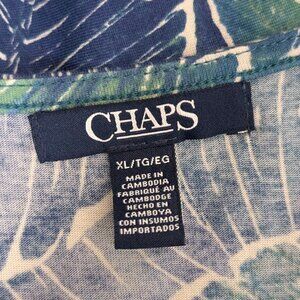 CHAPS
XL/TG/EG
MADE IN
CAMBODIA
FABRIQUÉ AU
CAMBODGE
HECHO EN
CAMBOYA
CON INSUMOS
IMPORTADOS